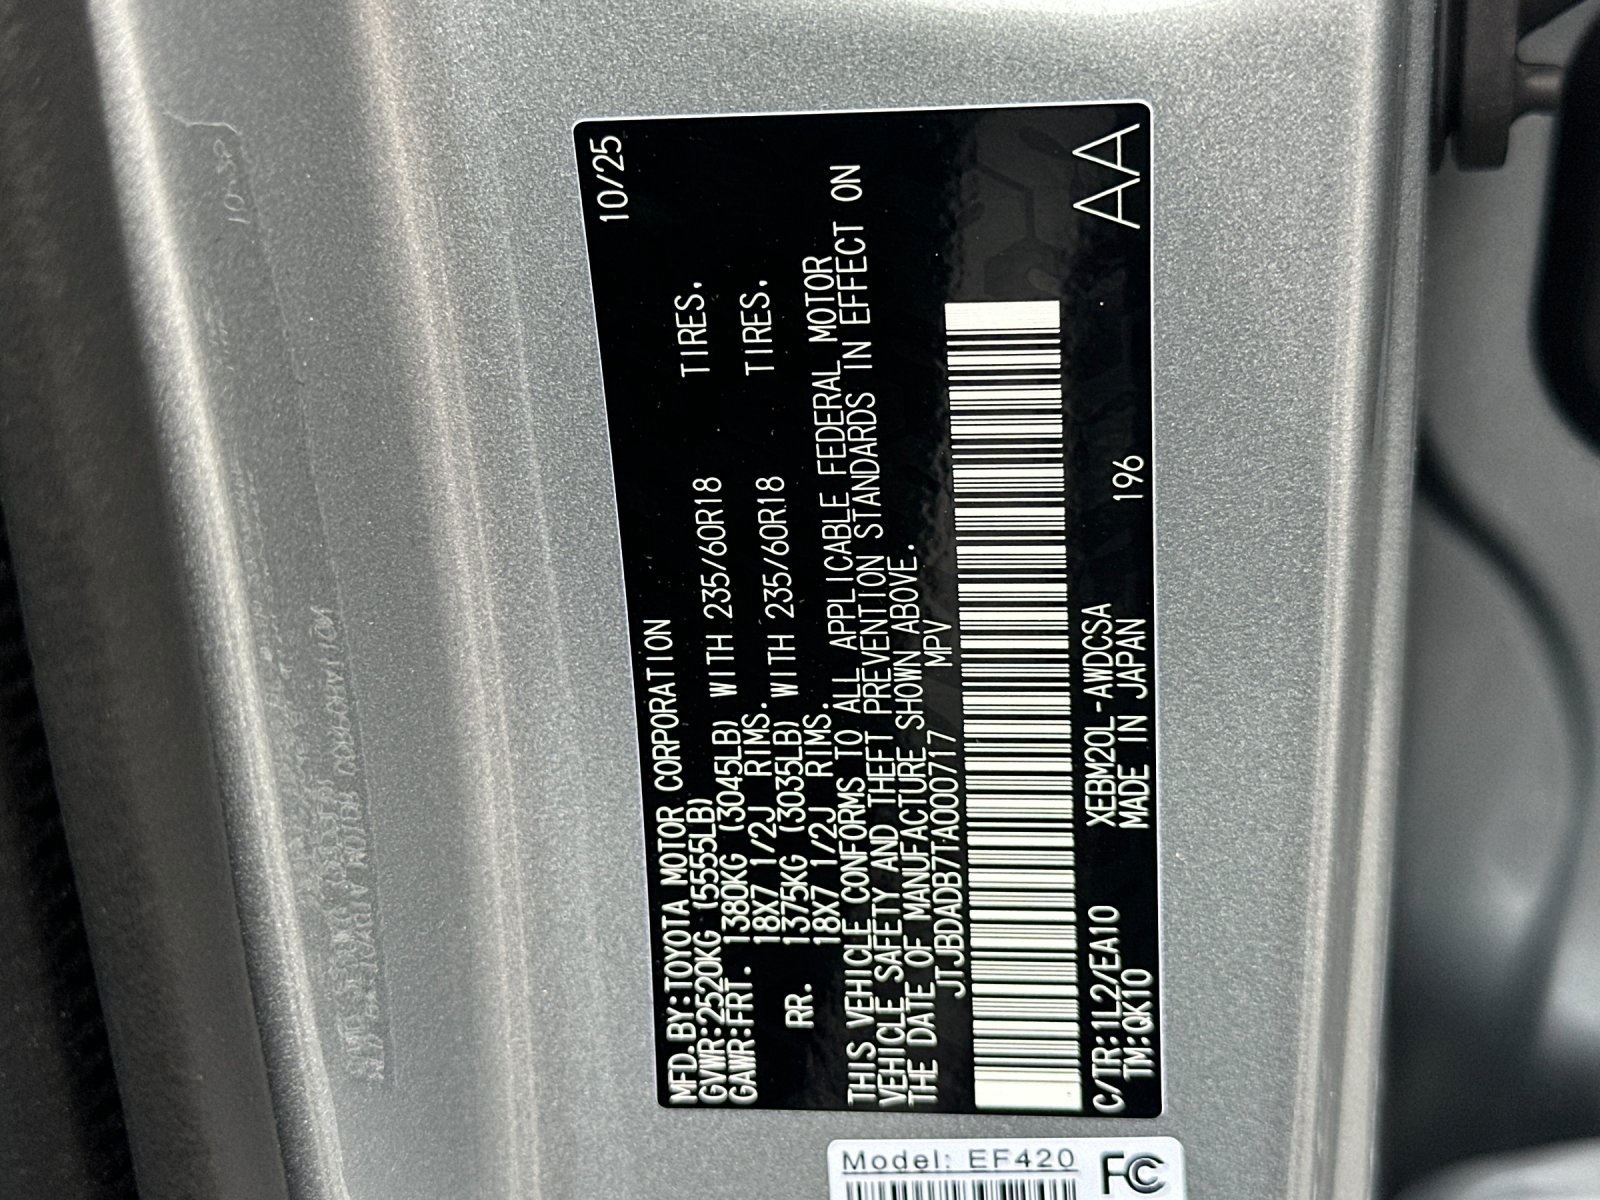 MFD.BY:TOYOTA MOTOR CORPORATION 10/25
GVWR:2520KG (5555LB)
GAWR:FRT. 1380KG (3045LB) WITH 235/60R18 TIRES.
18X7 1/2J RIMS.
RR. 1375KG (3035LB) WITH 235/60R18 TIRES.
18X7 1/2J RIMS.
THIS VEHICLE CONFORMS TO ALL APPLICABLE FEDERAL MOTOR
VEHICLE SAFETY AND THEFT PREVENTION STANDARDS IN EFFECT ON
THE DATE OF MANUFACTURE SHOWN ABOVE.
JTJBDADB7TA000717 MPV
C/TR:1L2/EA10 XEBM20L-AWDCSA
TM:QK10 MADE IN JAPAN 196 AA
Model: EF420
FC